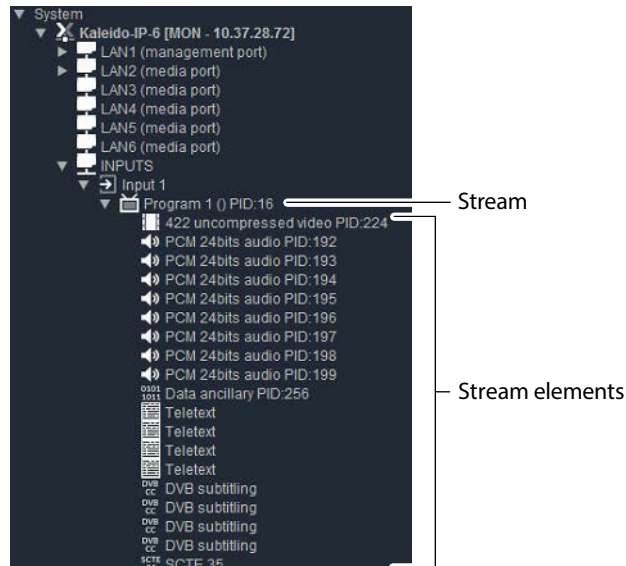 System
Kaleido-IP-6 [MON - 10.37.28.72]
LAN1 (management port)
LAN2 (media port)
LAN3 (media port)
LAN4 (media port)
LAN5 (media port)
LAN6 (media port)
INPUTS
Input 1
Program 1 () PID:16
Stream
422 uncompressed video PID:224
PCM 24bits audio PID:192
PCM 24bits audio PID:193
PCM 24bits audio PID:194
PCM 24bits audio PID:195
PCM 24bits audio PID:196
PCM 24bits audio PID:197
PCM 24bits audio PID:198
PCM 24bits audio PID:199
0101 1011 Data ancillary PID:256
Stream elements
Teletext
Teletext
Teletext
Teletext
DVB CC DVB subtitling
DVB CC DVB subtitling
DVB CC DVB subtitling
DVB CC DVB subtitling
SCTE SCTE 35